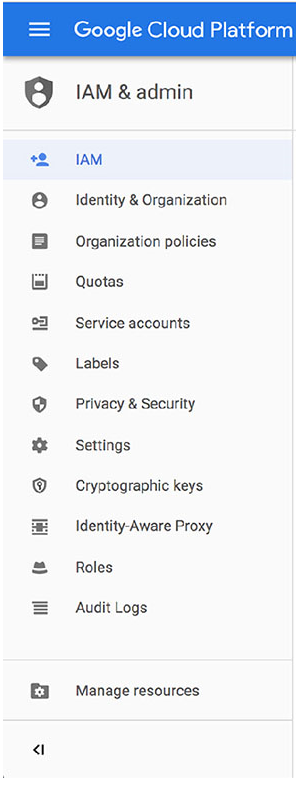 Google Cloud Platform
IAM & admin
IAM
Identity & Organization
Organization policies
Quotas
Service accounts
Labels
Privacy & Security
Settings
Cryptographic keys
Identity-Aware Proxy
Roles
Audit Logs
Manage resources